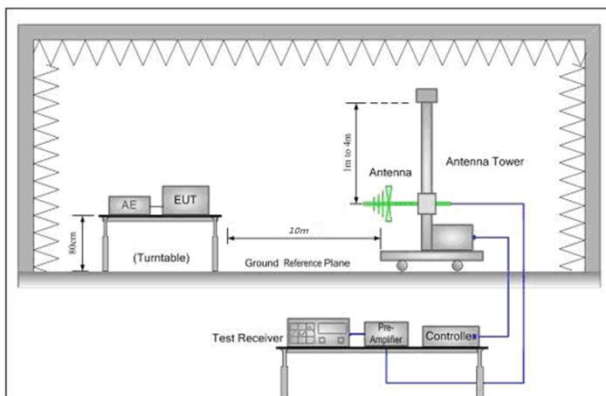 1m to 4m
Antenna
Antenna Tower
AE
EUT
80cm
(Turntable)
10m
Ground Reference Plane
Test Receiver
Pre-
Amplifier
Controller